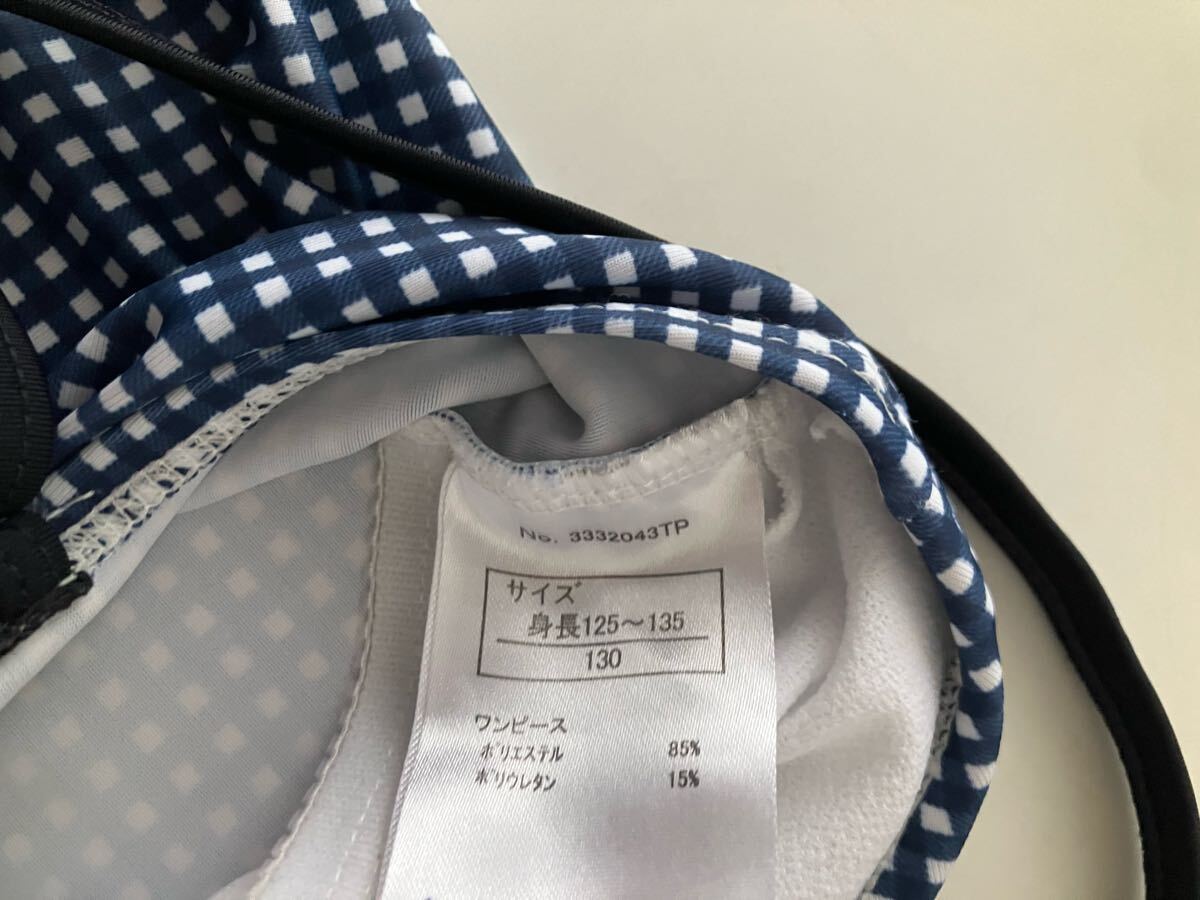 No. 3332043TP
サイズ
身長125～135
130
ワンピース
ポリエステル 85%
ポリウレタン 15%